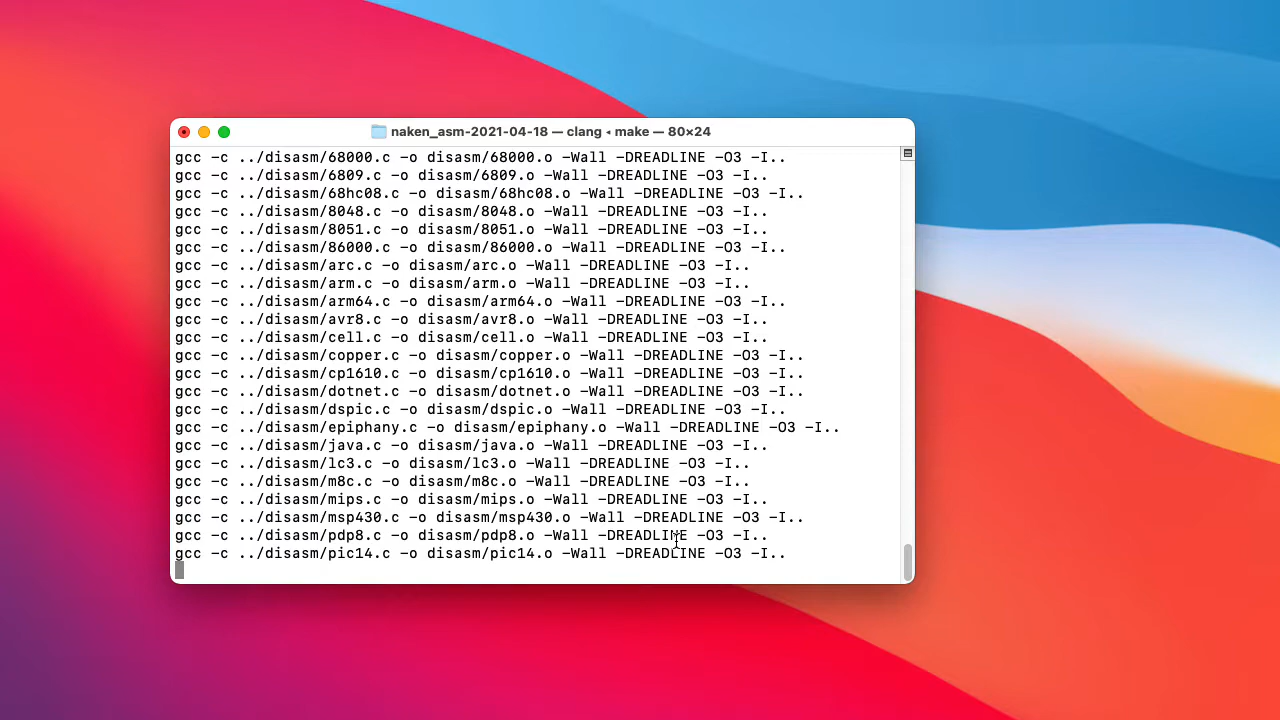 naken_asm-2021-04-18 — clang ◂ make — 80×24
gcc -c ../disasm/68000.c -o disasm/68000.o -Wall -DREADLINE -O3 -I..
gcc -c ../disasm/6809.c -o disasm/6809.o -Wall -DREADLINE -O3 -I..
gcc -c ../disasm/68hc08.c -o disasm/68hc08.o -Wall -DREADLINE -O3 -I..
gcc -c ../disasm/8048.c -o disasm/8048.o -Wall -DREADLINE -O3 -I..
gcc -c ../disasm/8051.c -o disasm/8051.o -Wall -DREADLINE -O3 -I..
gcc -c ../disasm/86000.c -o disasm/86000.o -Wall -DREADLINE -O3 -I..
gcc -c ../disasm/arc.c -o disasm/arc.o -Wall -DREADLINE -O3 -I..
gcc -c ../disasm/arm.c -o disasm/arm.o -Wall -DREADLINE -O3 -I..
gcc -c ../disasm/arm64.c -o disasm/arm64.o -Wall -DREADLINE -O3 -I..
gcc -c ../disasm/avr8.c -o disasm/avr8.o -Wall -DREADLINE -O3 -I..
gcc -c ../disasm/cell.c -o disasm/cell.o -Wall -DREADLINE -O3 -I..
gcc -c ../disasm/copper.c -o disasm/copper.o -Wall -DREADLINE -O3 -I..
gcc -c ../disasm/cp1610.c -o disasm/cp1610.o -Wall -DREADLINE -O3 -I..
gcc -c ../disasm/dotnet.c -o disasm/dotnet.o -Wall -DREADLINE -O3 -I..
gcc -c ../disasm/dspic.c -o disasm/dspic.o -Wall -DREADLINE -O3 -I..
gcc -c ../disasm/epiphany.c -o disasm/epiphany.o -Wall -DREADLINE -O3 -I..
gcc -c ../disasm/java.c -o disasm/java.o -Wall -DREADLINE -O3 -I..
gcc -c ../disasm/lc3.c -o disasm/lc3.o -Wall -DREADLINE -O3 -I..
gcc -c ../disasm/m8c.c -o disasm/m8c.o -Wall -DREADLINE -O3 -I..
gcc -c ../disasm/mips.c -o disasm/mips.o -Wall -DREADLINE -O3 -I..
gcc -c ../disasm/msp430.c -o disasm/msp430.o -Wall -DREADLINE -O3 -I..
gcc -c ../disasm/pdp8.c -o disasm/pdp8.o -Wall -DREADLINE -O3 -I..
gcc -c ../disasm/pic14.c -o disasm/pic14.o -Wall -DREADLINE -O3 -I..